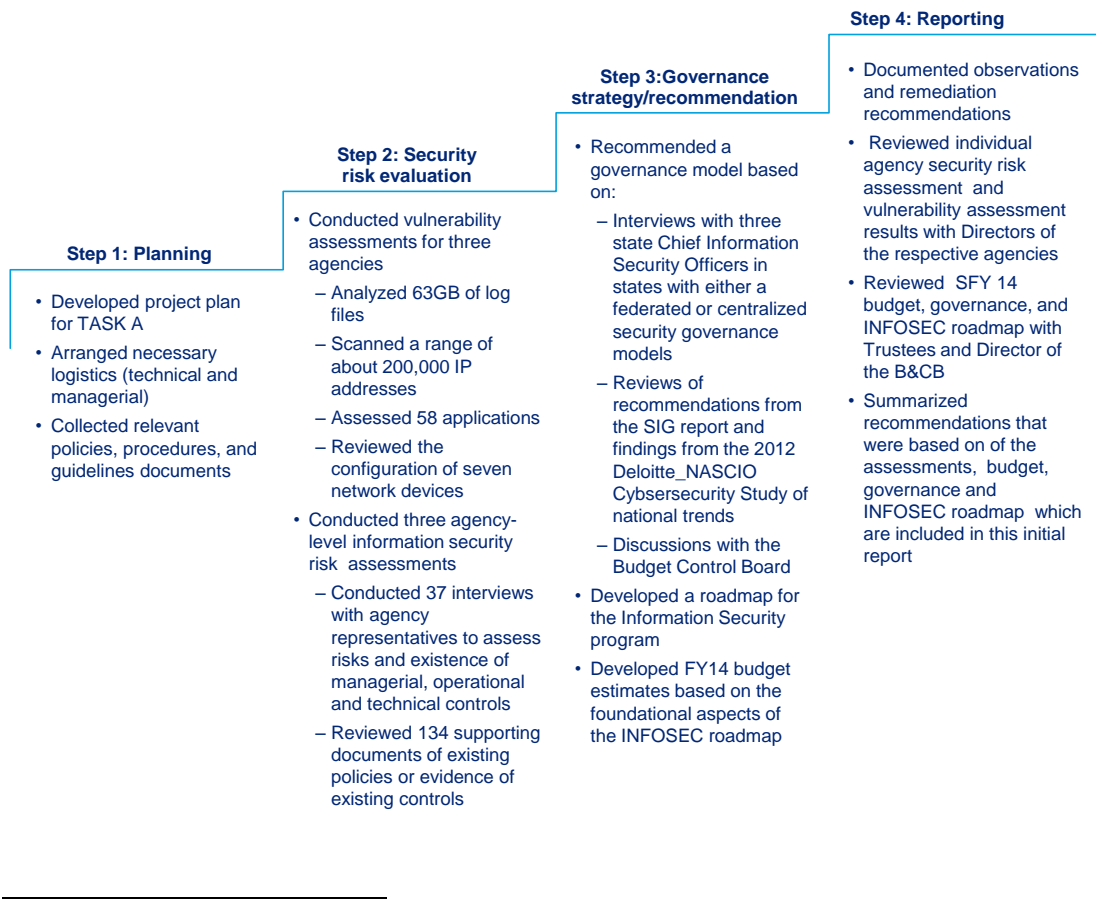 Step 1: Planning
• Developed project plan
for TASK A
• Arranged necessary
logistics (technical and
managerial)
• Collected relevant
policies, procedures, and
guidelines documents
Step 2: Security
risk evaluation
• Conducted vulnerability
assessments for three
agencies
– Analyzed 63GB of log
files
– Scanned a range of
about 200,000 IP
addresses
– Assessed 58 applications
– Reviewed the
configuration of seven
network devices
• Conducted three agency-
level information security
risk assessments
– Conducted 37 interviews
with agency
representatives to assess
risks and existence of
managerial, operational
and technical controls
– Reviewed 134 supporting
documents of existing
policies or evidence of
existing controls
Step 3:Governance
strategy/recommendation
• Recommended a
governance model based
on:
– Interviews with three
state Chief Information
Security Officers in
states with either a
federated or centralized
security governance
models
– Reviews of
recommendations from
the SIG report and
findings from the 2012
Deloitte_NASCIO
Cybsersecurity Study of
national trends
– Discussions with the
Budget Control Board
• Developed a roadmap for
the Information Security
program
• Developed FY14 budget
estimates based on the
foundational aspects of
the INFOSEC roadmap
Step 4: Reporting
• Documented observations
and remediation
recommendations
• Reviewed individual
agency security risk
assessment and
vulnerability assessment
results with Directors of
the respective agencies
• Reviewed SFY 14
budget, governance, and
INFOSEC roadmap with
Trustees and Director of
the B&CB
• Summarized
recommendations that
were based on of the
assessments, budget,
governance and
INFOSEC roadmap which
are included in this initial
report